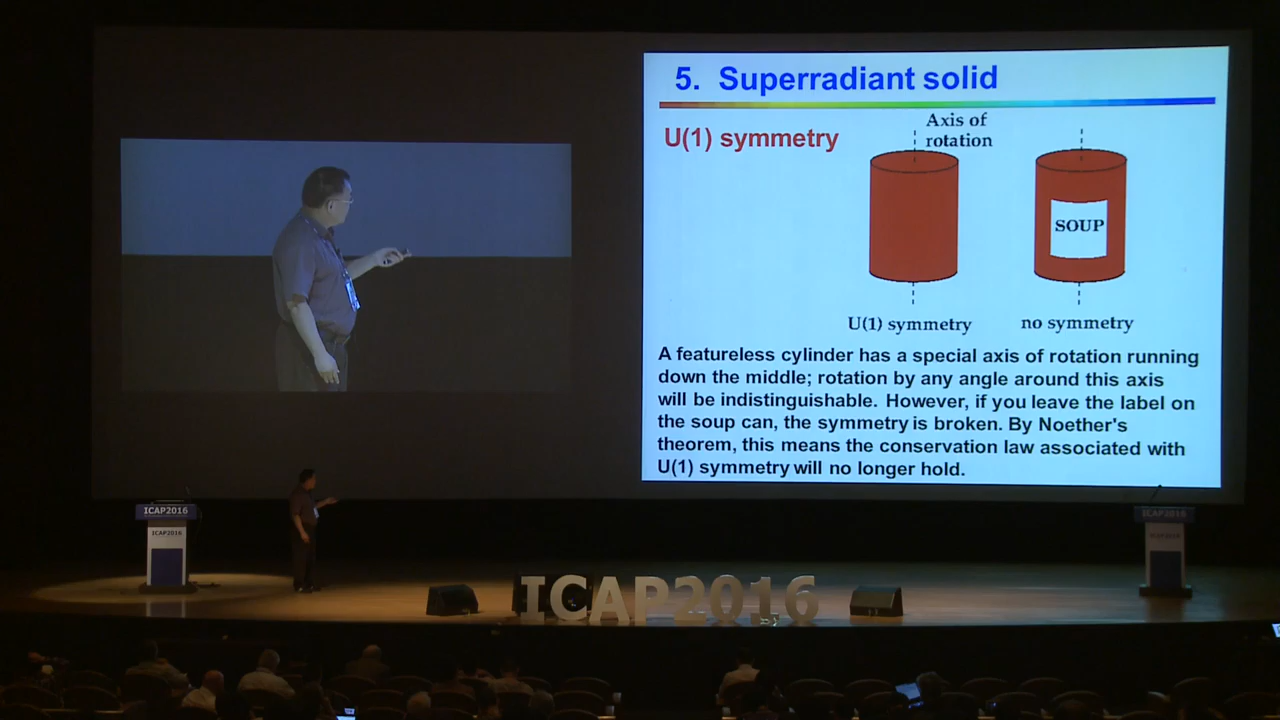 5. Superradiant solid
U(1) symmetry
Axis of
rotation
SOUP
U(1) symmetry
no symmetry
A featureless cylinder has a special axis of rotation running
down the middle; rotation by any angle around this axis
will be indistinguishable. However, if you leave the label on
the soup can, the symmetry is broken. By Noether's
theorem, this means the conservation law associated with
U(1) symmetry will no longer hold.
ICAP2016
ICAP2016
ICAP2016
ICAP2016
ICAP2016